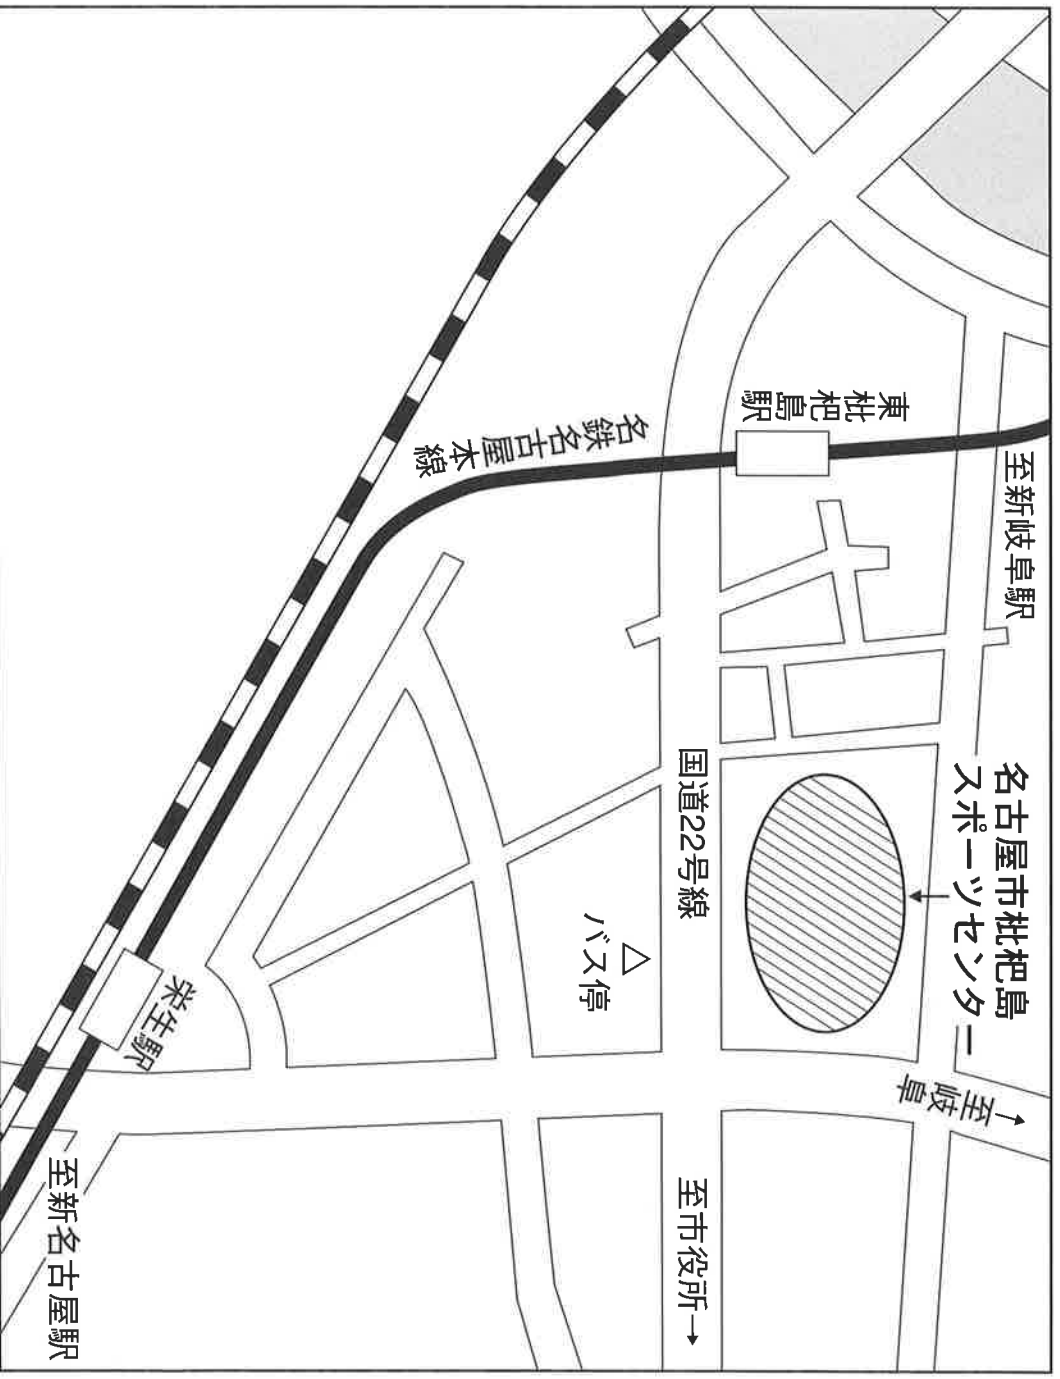 名古屋市枇杷島
スポーツセンター
至岐阜
至新岐阜駅
東枇杷島駅
国道22号線
至市役所→
バス停
名鉄名古屋本線
栄生駅
至新名古屋駅